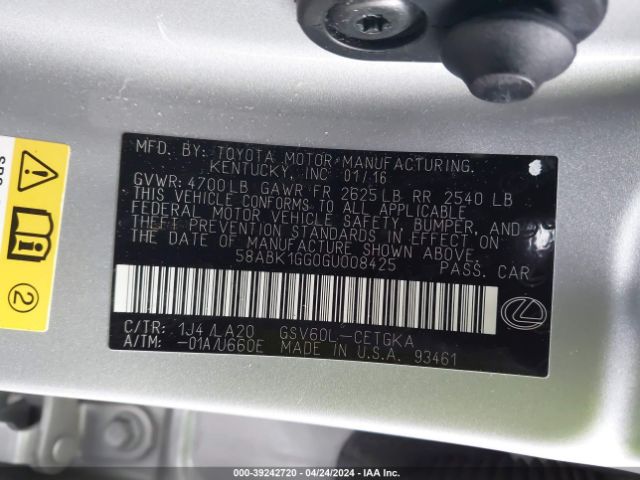 MFD. BY: TOYOTA MOTOR MANUFACTURING.
KENTUCKY, INC 01/16
GVWR: 4700LB GAWR FR 2625LB RR 2540 LB
THIS VEHICLE CONFORMS TO ALL APPLICABLE
FEDERAL MOTOR VEHICLE SAFETY, BUMPER, AND
THEFT PREVENTION STANDARDS IN EFFECT ON
THE DATE OF MANUFACTURE SHOWN ABOVE.
58ABK1GG0GU008425 PASS. CAR
C/TR: 1J4/LA20 GSV60L-CETGKA
A/TM: -01A/U660E MADE IN U.S.A. 93461
2
000-39242720 - 04/24/2024 - IAA Inc.